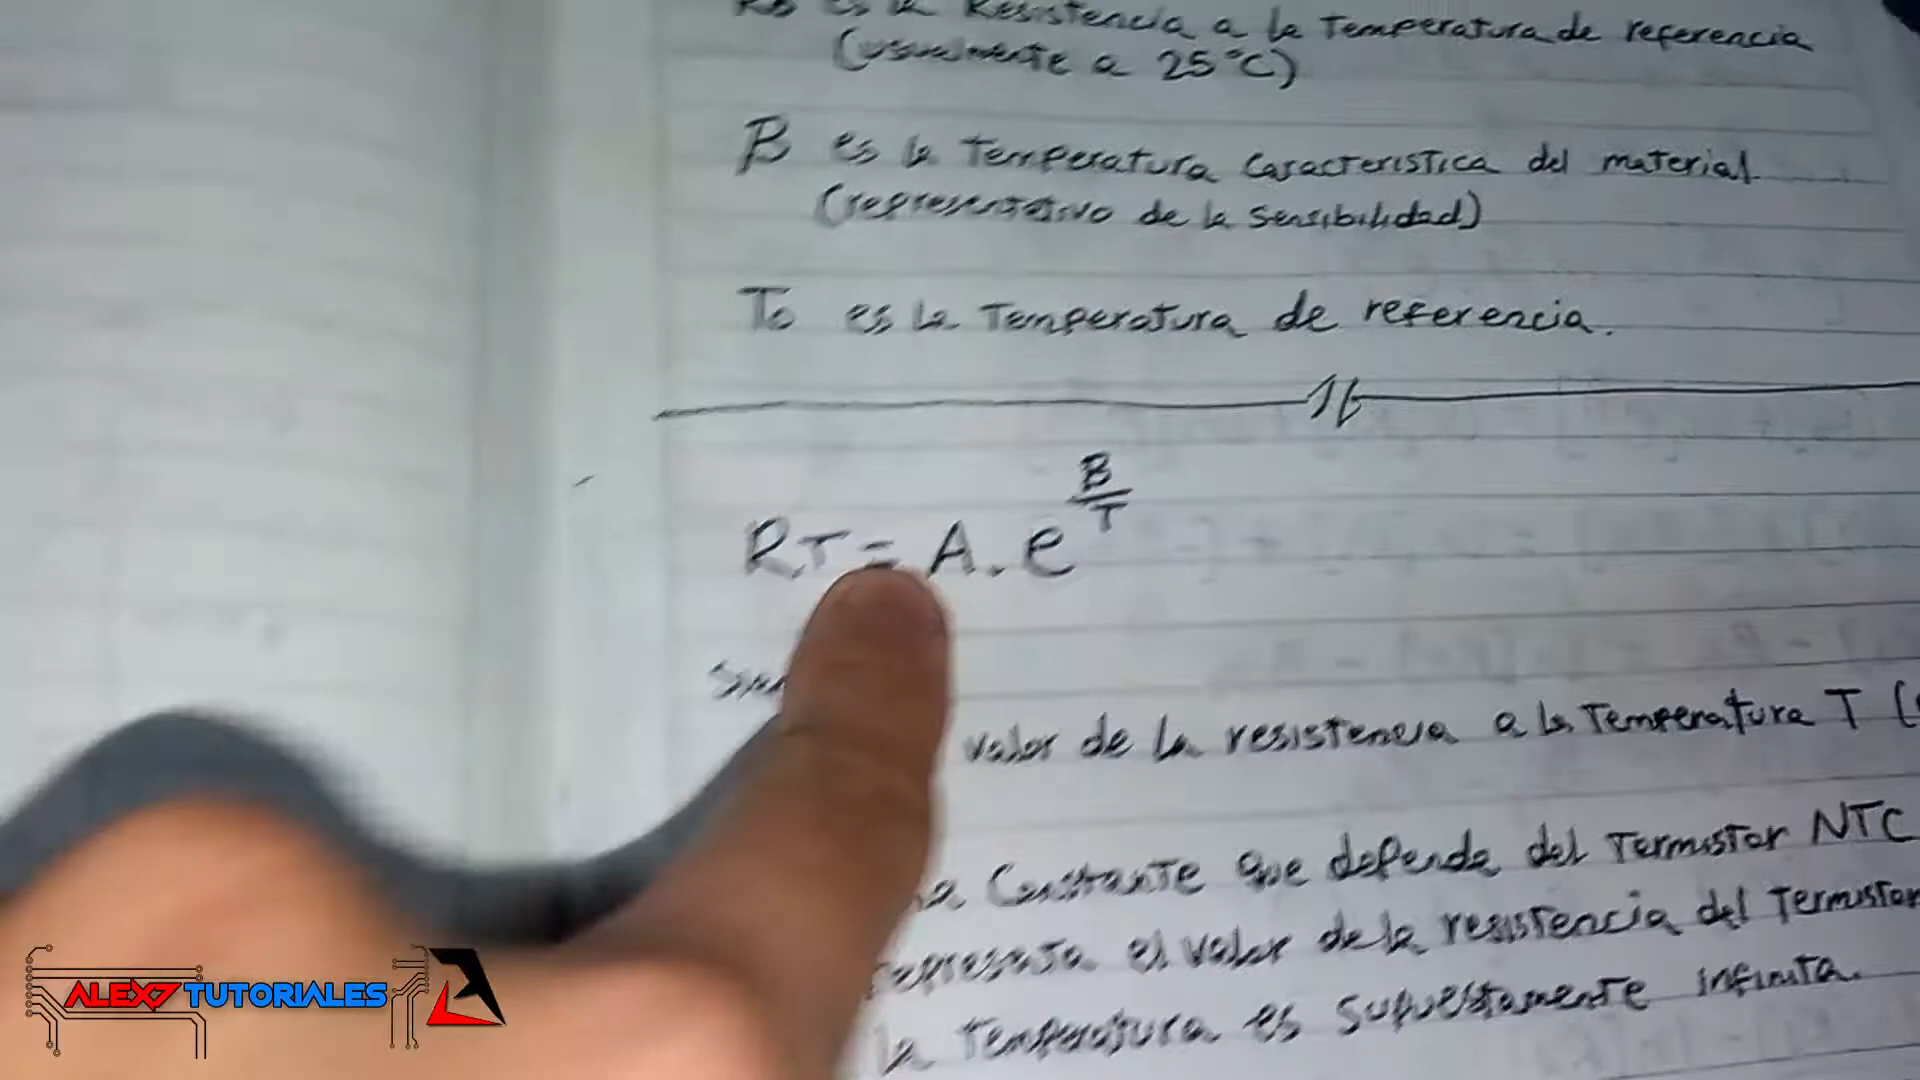 Ro es la Resistencia a la Temperatura de referencia
(usualmente a 25°C)
B es la Temperatura Caracteristica del material
(representativo de la sensibilidad)
To es la Temperatura de referencia.
RT = A . e^(B/T)
valor de la resistencia a la Temperatura T (
Constante que depende del Termistor NTC
representa el valor de la resistencia del Termistor
la Temperatura es supuestamente infinita.
ALEX7 TUTORIALES